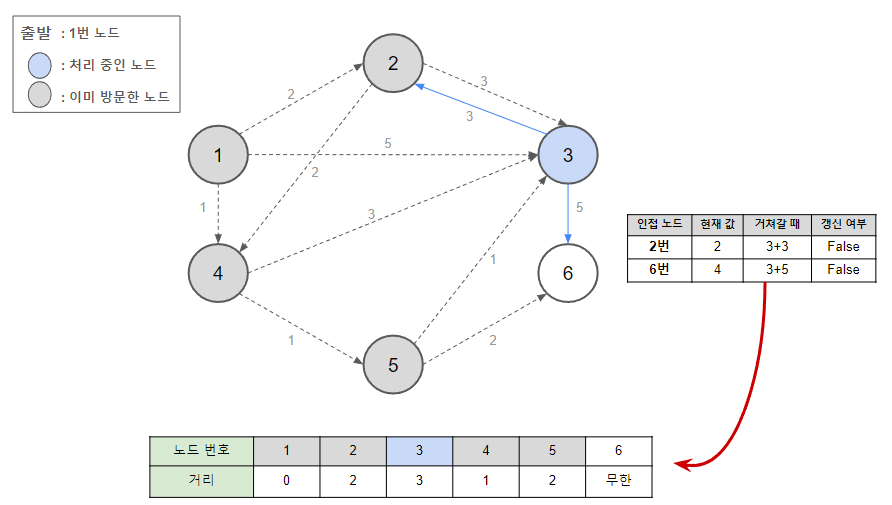 출발 : 1번 노드
: 처리 중인 노드
: 이미 방문한 노드
2
3
2
3
1
5
3
2
1
3
5
인접 노드 현재 값 거쳐갈 때 갱신 여부
2번 2 3+3 False
6번 4 3+5 False
4
1
6
1
2
5
노드 번호 1 2 3 4 5 6
거리 0 2 3 1 2 무한